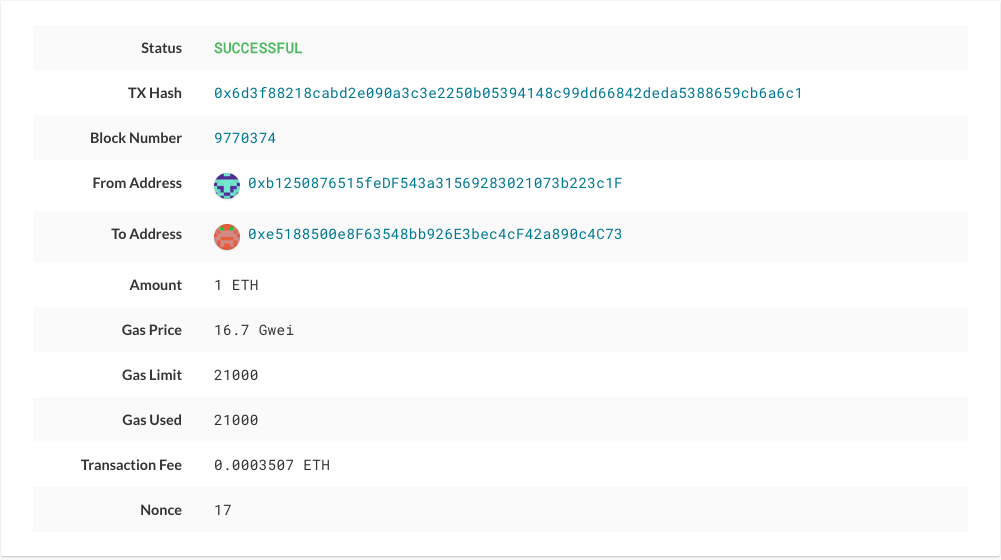 Status SUCCESSFUL
TX Hash 0x6d3f88218cabd2e090a3c3e2250b05394148c99dd66842deda5388659cb6a6c1
Block Number 9770374
From Address 0xb1250876515feDF543a31569283021073b223c1F
To Address 0xe5188500e8F63548bb926E3bec4cF42a890c4C73
Amount 1 ETH
Gas Price 16.7 Gwei
Gas Limit 21000
Gas Used 21000
Transaction Fee 0.0003507 ETH
Nonce 17